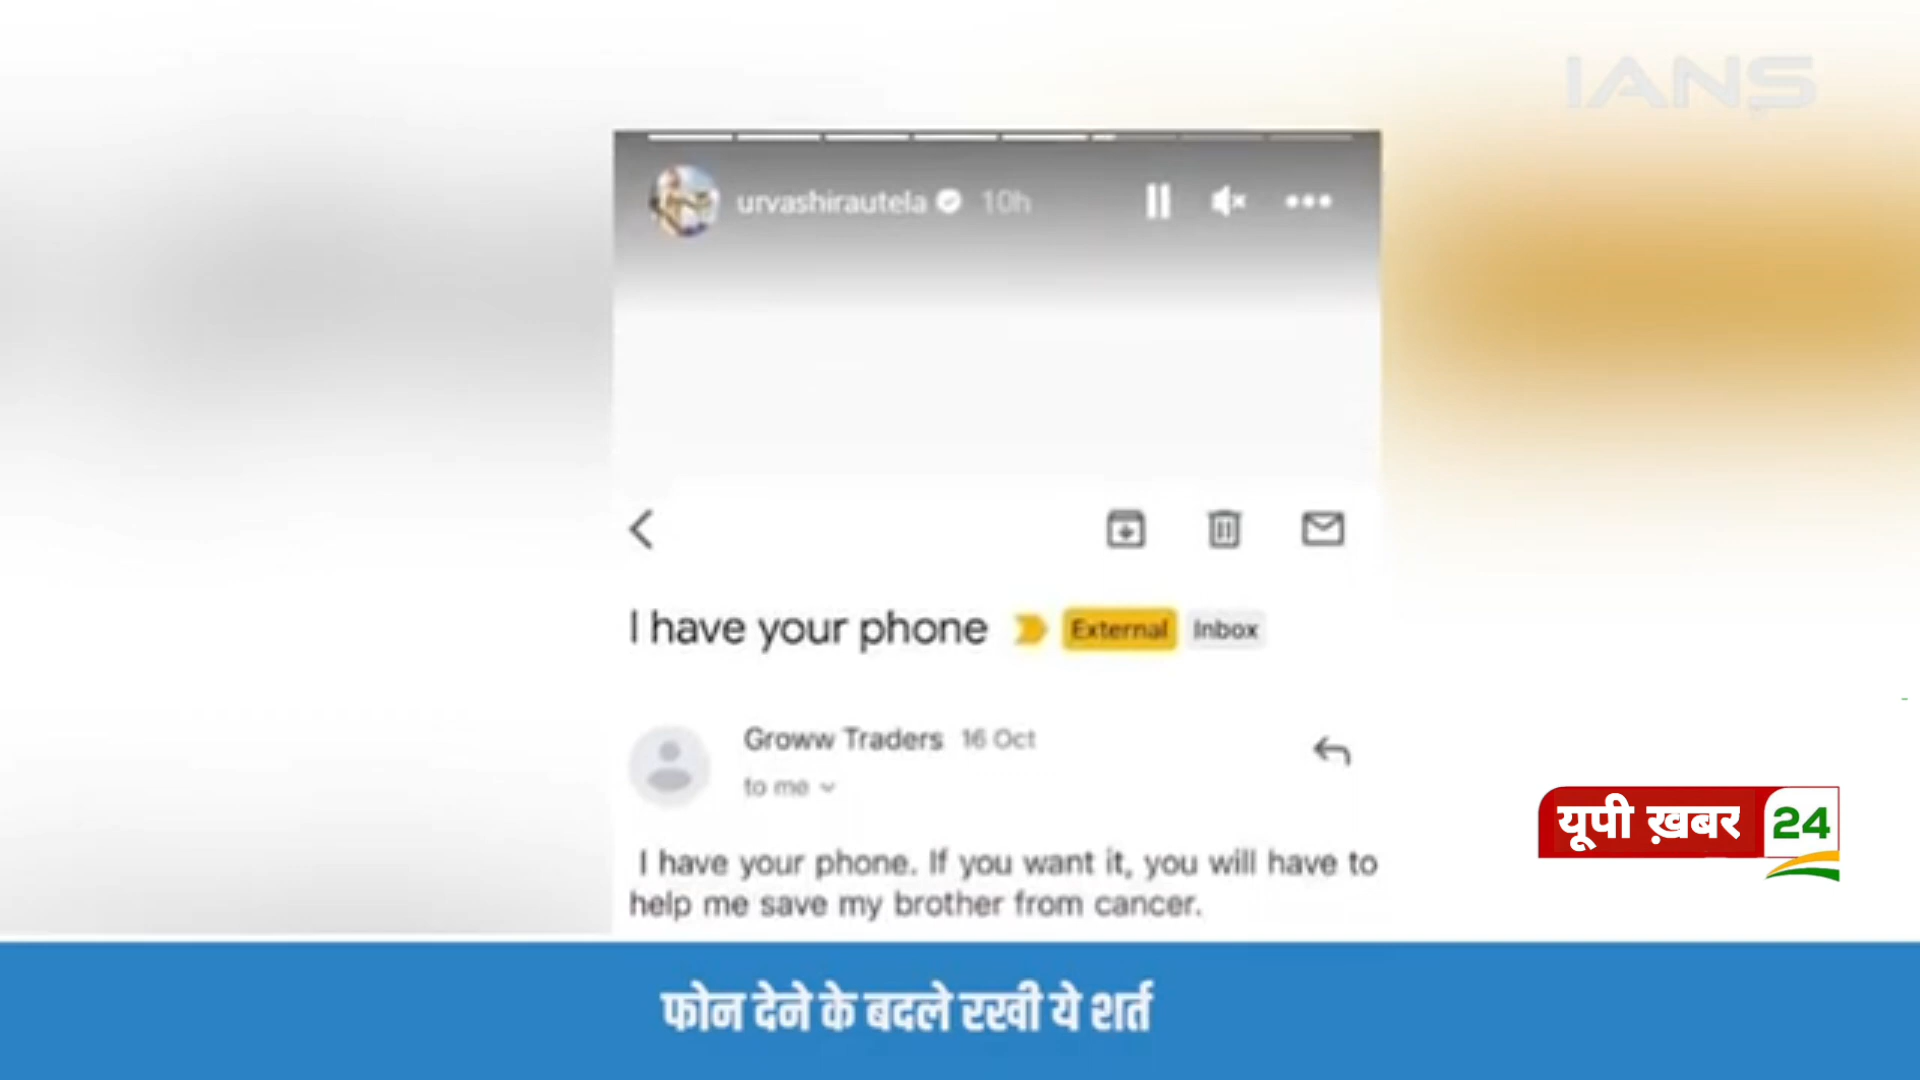 IANS
urvashirautela 10h
I have your phone External Inbox
Groww Traders 16 Oct
to me
I have your phone. If you want it, you will have to
help me save my brother from cancer.
यूपी ख़बर 24
फोन देने के बदले रखी ये शर्त